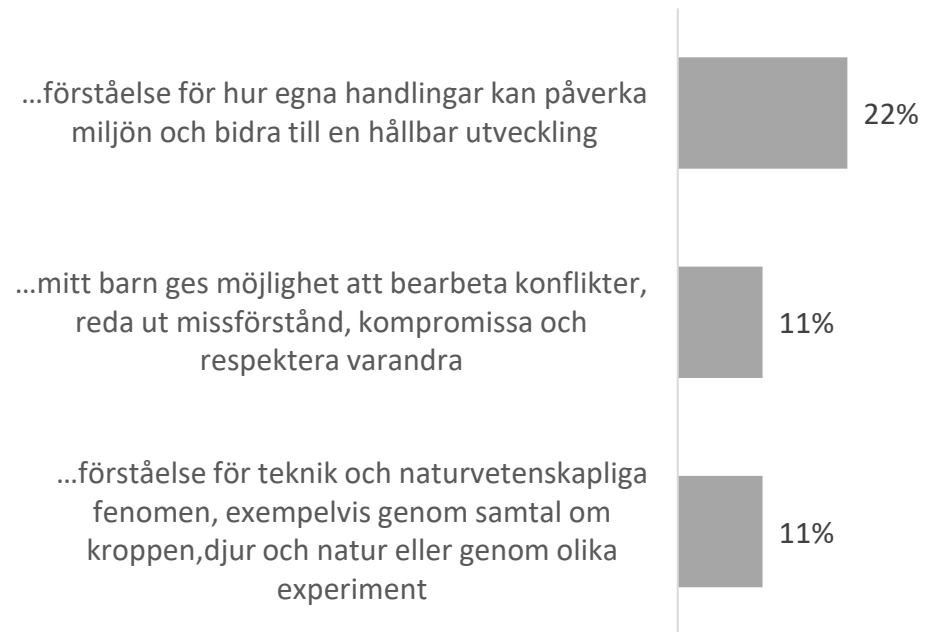 ...förståelse för hur egna handlingar kan påverka
miljön och bidra till en hållbar utveckling
22%
...mitt barn ges möjlighet att bearbeta konflikter,
reda ut missförstånd, kompromissa och
respektera varandra
11%
...förståelse för teknik och naturvetenskapliga
fenomen, exempelvis genom samtal om
kroppen,djur och natur eller genom olika
experiment
11%